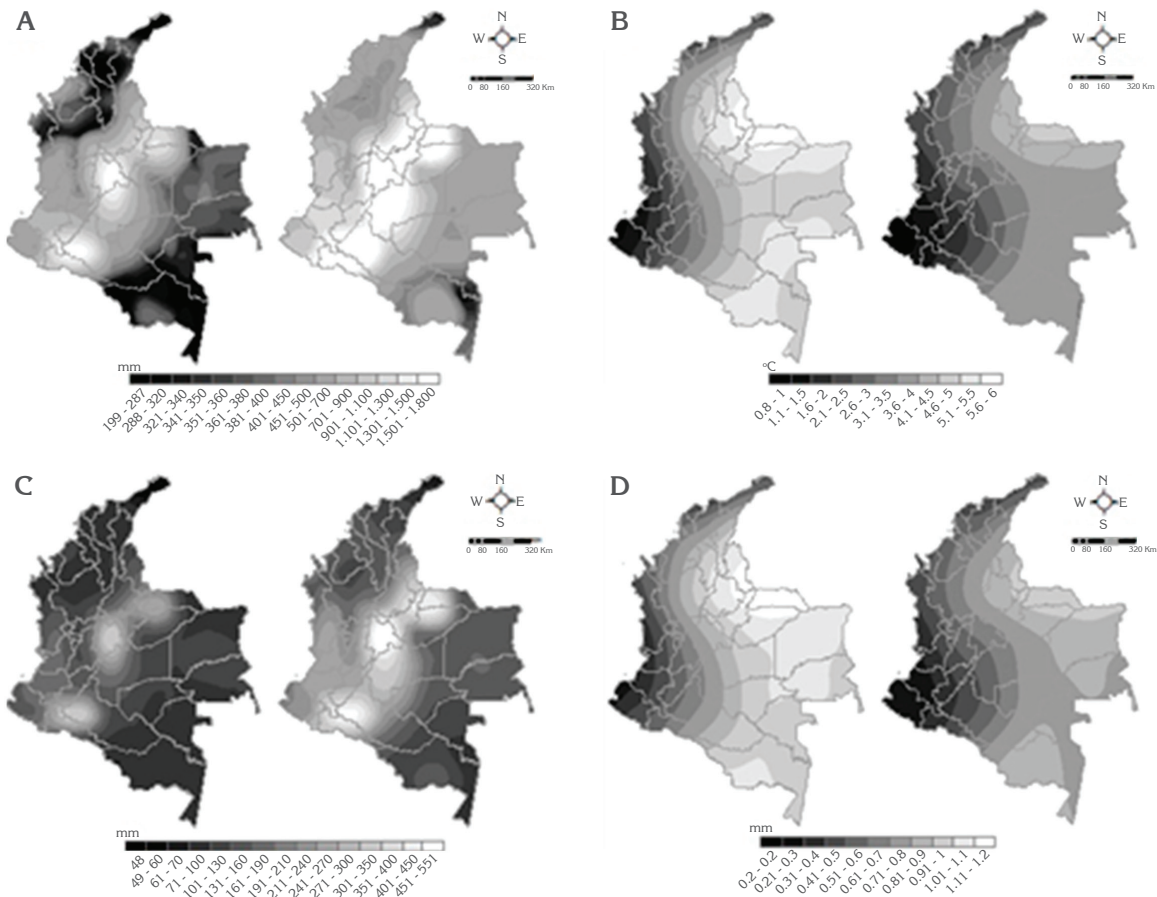 A
N
W E
S
0 80 160 320 Km
mm
199 - 287
288 - 320
321 - 340
341 - 350
351 - 360
361 - 380
381 - 400
401 - 450
451 - 500
501 - 700
701 - 900
901 - 1.100
1.101 - 1.300
1.301 - 1.500
1.501 - 1.800
B
N
W E
S
0 80 160 320 Km
°C
0.8 - 1
1.1 - 1.5
1.6 - 2
2.1 - 2.5
2.6 - 3
3.1 - 3.5
3.6 - 4
4.1 - 4.5
4.6 - 5
5.1 - 5.5
5.6 - 6
C
N
W E
S
0 80 160 320 Km
mm
48
49 - 60
61 - 70
71 - 100
101 - 130
131 - 160
161 - 190
191 - 210
211 - 240
241 - 270
271 - 300
301 - 350
351 - 400
401 - 450
451 - 551
D
N
W E
S
0 80 160 320 Km
mm
0.2 - 0.2
0.21 - 0.3
0.31 - 0.4
0.41 - 0.5
0.51 - 0.6
0.61 - 0.7
0.71 - 0.8
0.81 - 0.9
0.91 - 1
1.01 - 1.1
1.11 - 1.2